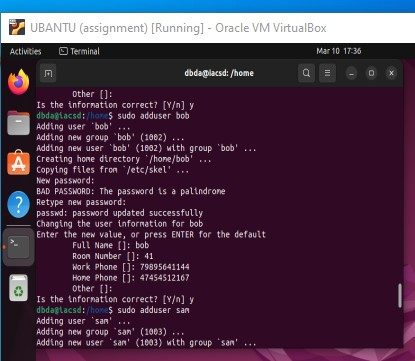 UBANTU (assignment) [Running] - Oracle VM VirtualBox
Activities Terminal Mar 10 17:36
dbda@iacsd: /home
Other []:
Is the information correct? [Y/n] y
dbda@iacsd:/home$ sudo adduser bob
Adding user `bob' ...
Adding new group `bob' (1002) ...
Adding new user `bob' (1002) with group `bob' ...
Creating home directory `/home/bob' ...
Copying files from `/etc/skel' ...
New password:
BAD PASSWORD: The password is a palindrome
Retype new password:
passwd: password updated successfully
Changing the user information for bob
Enter the new value, or press ENTER for the default
Full Name []: bob
Room Number []: 41
Work Phone []: 79895641144
Home Phone []: 47454512167
Other []:
Is the information correct? [Y/n] y
dbda@iacsd:/home$ sudo adduser sam
Adding user `sam' ...
Adding new group `sam' (1003) ...
Adding new user `sam' (1003) with group `sam' ...